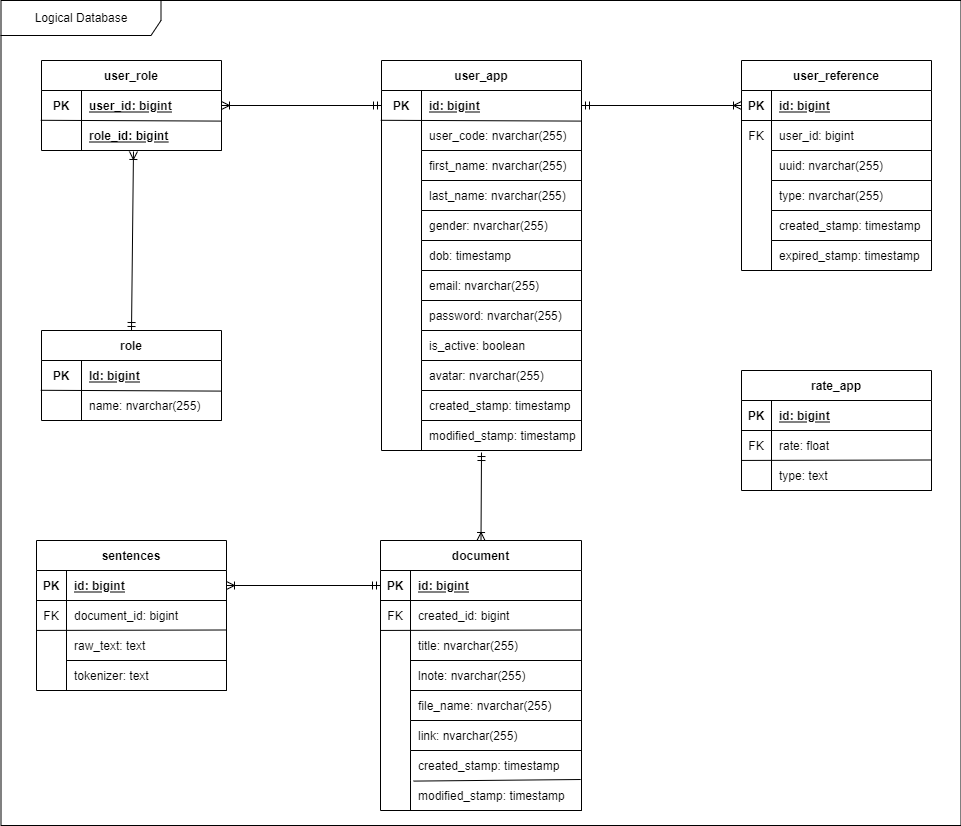 Logical Database
user_role
PK user_id: bigint
role_id: bigint
user_app
PK id: bigint
user_code: nvarchar(255)
first_name: nvarchar(255)
last_name: nvarchar(255)
gender: nvarchar(255)
dob: timestamp
email: nvarchar(255)
password: nvarchar(255)
is_active: boolean
avatar: nvarchar(255)
created_stamp: timestamp
modified_stamp: timestamp
user_reference
PK id: bigint
FK user_id: bigint
uuid: nvarchar(255)
type: nvarchar(255)
created_stamp: timestamp
expired_stamp: timestamp
role
PK Id: bigint
name: nvarchar(255)
rate_app
PK id: bigint
FK rate: float
type: text
sentences
PK id: bigint
FK document_id: bigint
raw_text: text
tokenizer: text
document
PK id: bigint
FK created_id: bigint
title: nvarchar(255)
lnote: nvarchar(255)
file_name: nvarchar(255)
link: nvarchar(255)
created_stamp: timestamp
modified_stamp: timestamp